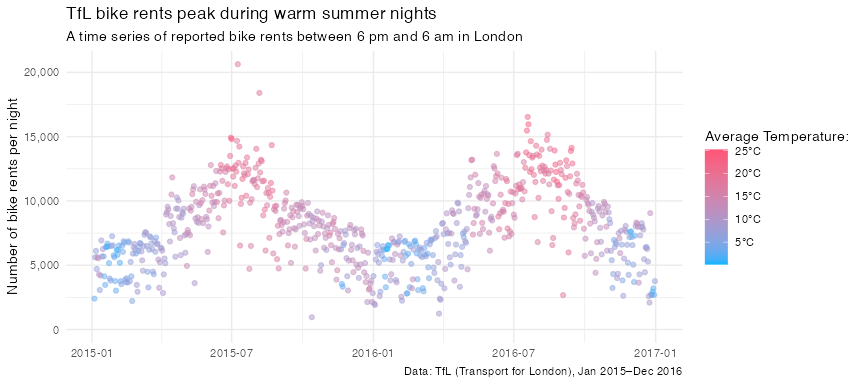 TfL bike rents peak during warm summer nights
A time series of reported bike rents between 6 pm and 6 am in London
Number of bike rents per night
20,000
15,000
10,000
5,000
0
2015-01
2015-07
2016-01
2016-07
2017-01
Average Temperature:
25°C
20°C
15°C
10°C
5°C
Data: TfL (Transport for London), Jan 2015–Dec 2016